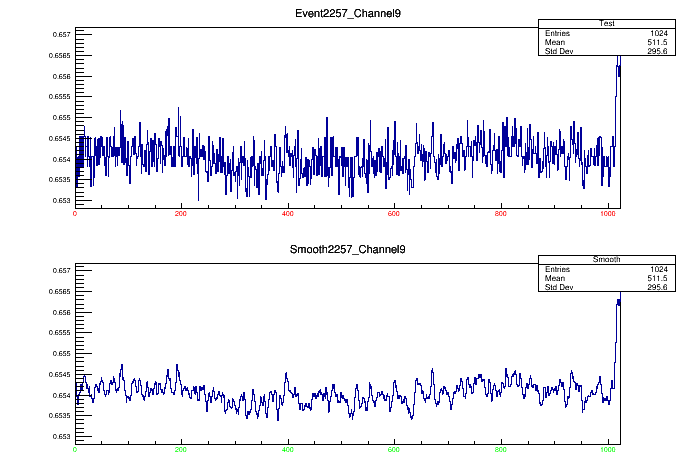 Event2257_Channel9
Test
Entries 1024
Mean 511.5
Std Dev 295.6
0.657
0.6565
0.656
0.6555
0.655
0.6545
0.654
0.6535
0.653
0 200 400 600 800 1000
Smooth2257_Channel9
Smooth
Entries 1024
Mean 511.5
Std Dev 295.6
0.657
0.6565
0.656
0.6555
0.655
0.6545
0.654
0.6535
0.653
0 200 400 600 800 1000